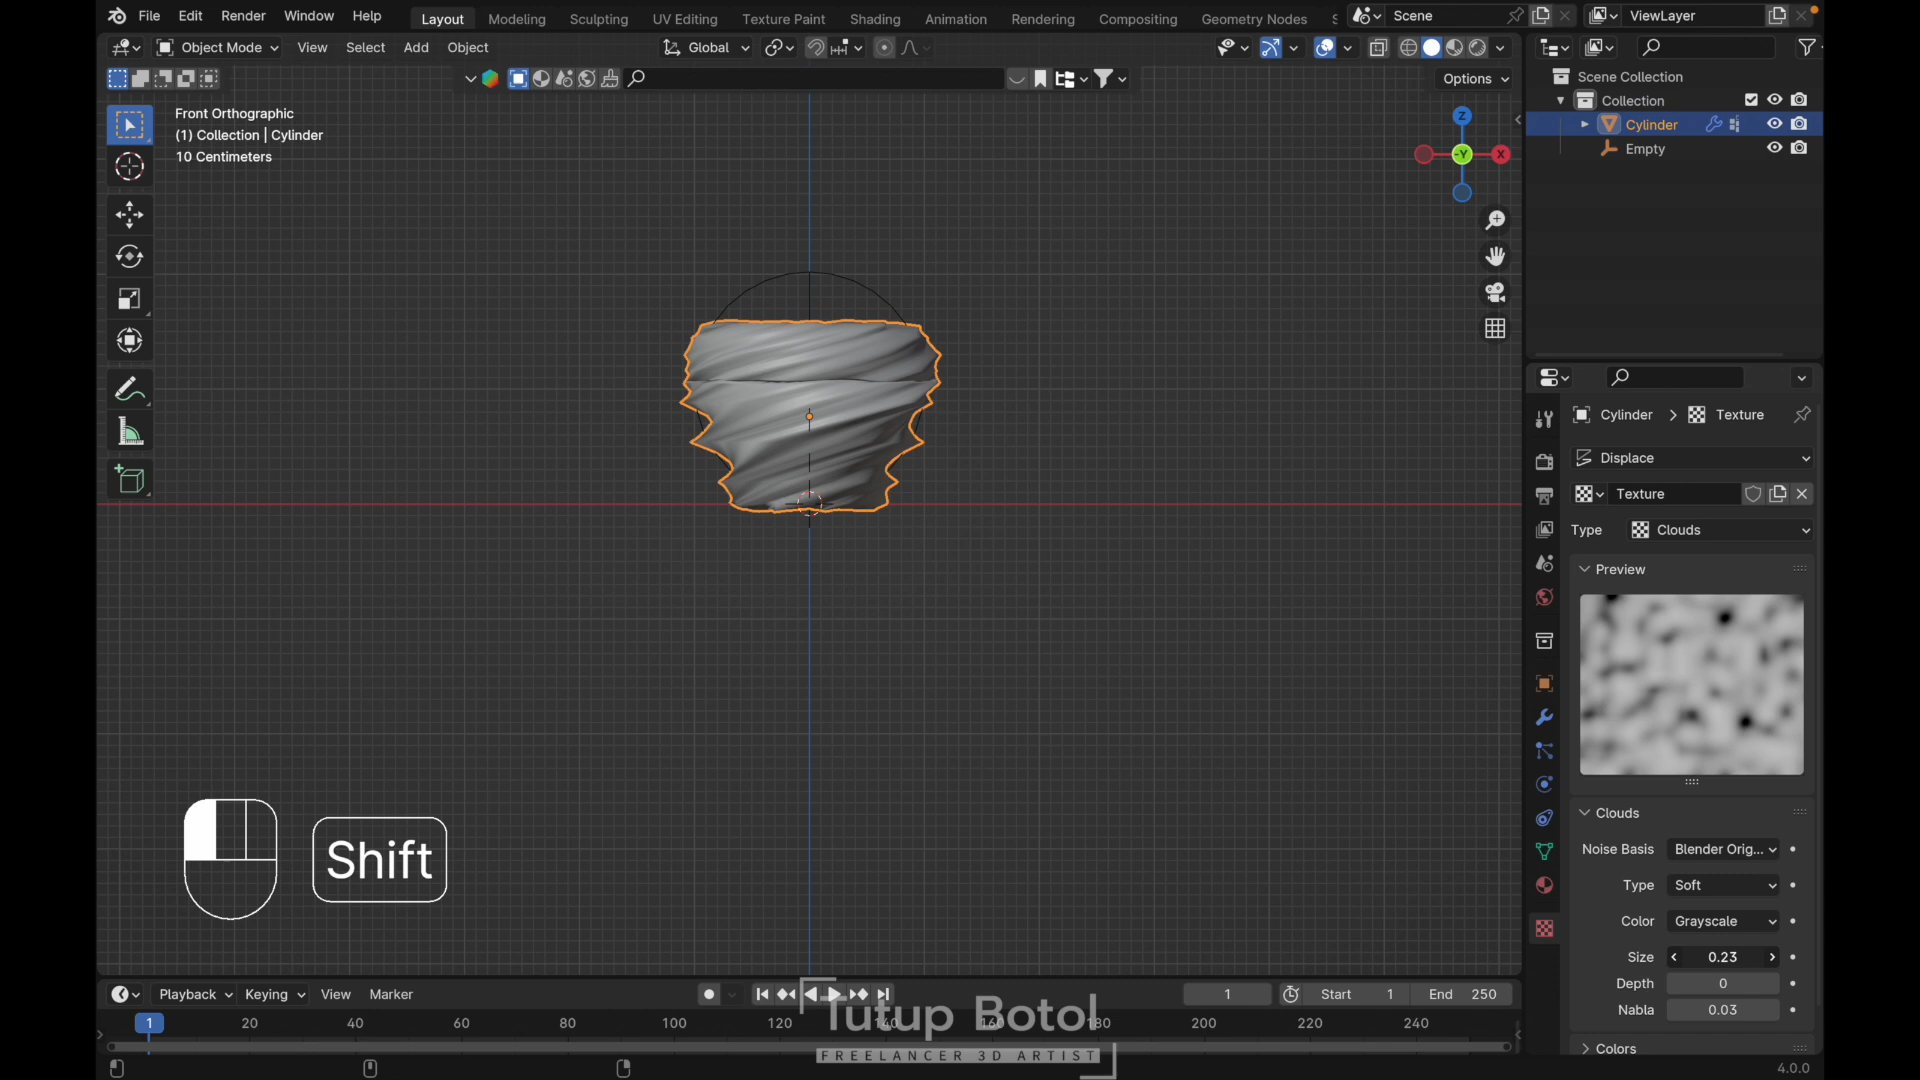 File Edit Render Window Help Layout Modeling Sculpting UV Editing Texture Paint Shading Animation Rendering Compositing Geometry Nodes S Scene ViewLayer
Object Mode View Select Add Object Global
Options
Front Orthographic
(1) Collection | Cylinder
10 Centimeters
Z
-Y X
Scene Collection
Collection
Cylinder
Empty
Cylinder > Texture
Displace
Texture
Type Clouds
Preview
Clouds
Noise Basis Blender Orig...
Type Soft
Color Grayscale
Size 0.23
Depth 0
Nabla 0.03
Colors
Shift
Playback Keying View Marker 1 Start 1 End 250
1 20 40 60 80 100 120 140 160 180 200 220 240
Tutup Botol
FREELANCER 3D ARTIST
4.0.0